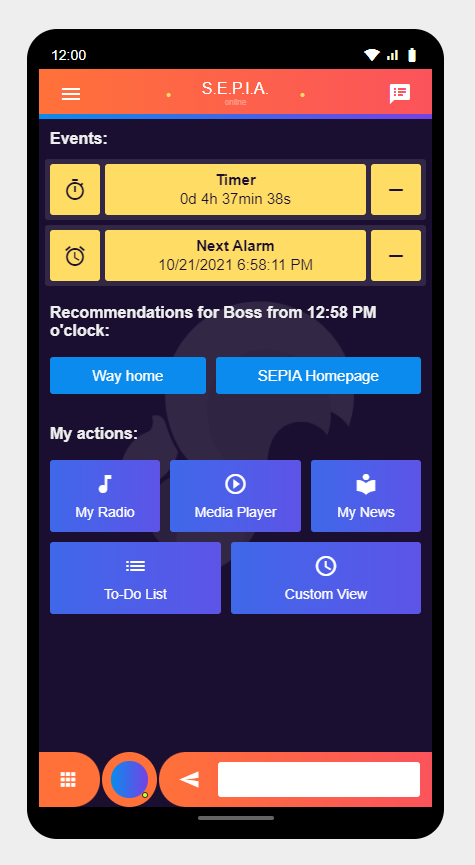 12:00
S.E.P.I.A.
online
Events:
Timer
0d 4h 37min 38s
Next Alarm
10/21/2021 6:58:11 PM
Recommendations for Boss from 12:58 PM
o'clock:
Way home
SEPIA Homepage
My actions:
My Radio
Media Player
My News
To-Do List
Custom View